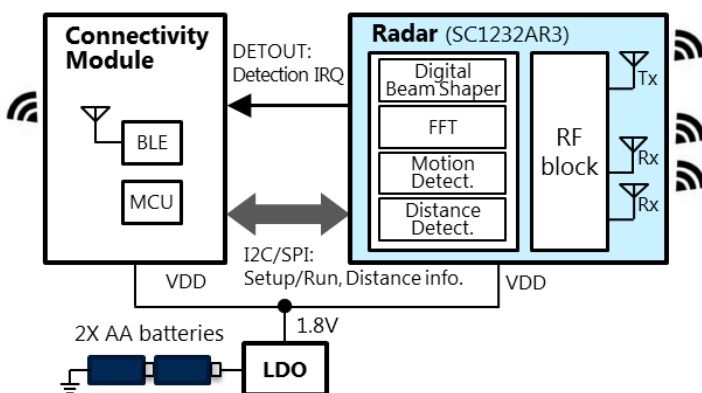 Connectivity
Module
BLE
MCU
DETOUT:
Detection IRQ
I2C/SPI:
Setup/Run, Distance info.
Radar (SC1232AR3)
Digital
Beam Shaper
FFT
Motion
Detect.
Distance
Detect.
RF
block
Tx
Rx
Rx
VDD
VDD
1.8V
2X AA batteries
LDO